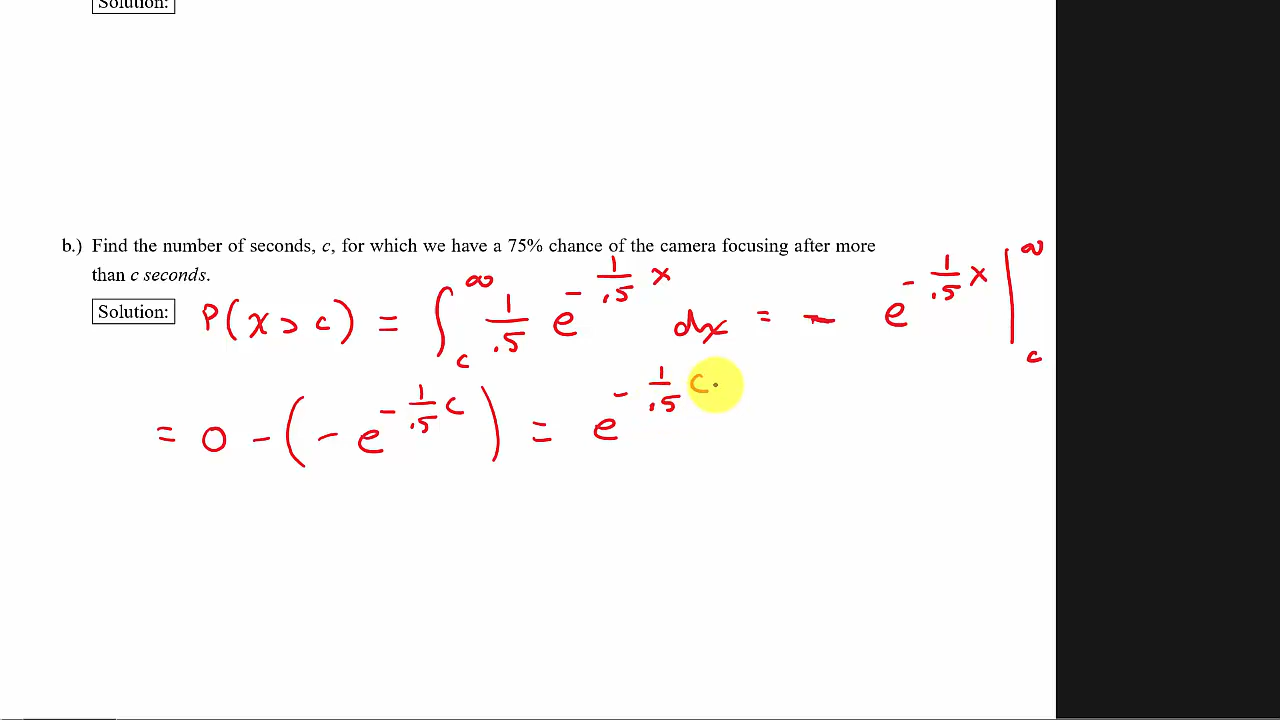 Solution:
b.) Find the number of seconds, c, for which we have a 75% chance of the camera focusing after more
than c seconds.
Solution: P(x > c) = ∫_c^∞ 1/.5 e^{-1/.5 x} dx = - e^{-1/.5 x} |_c^∞
= 0 - (-e^{-1/.5 c}) = e^{-1/.5 c}